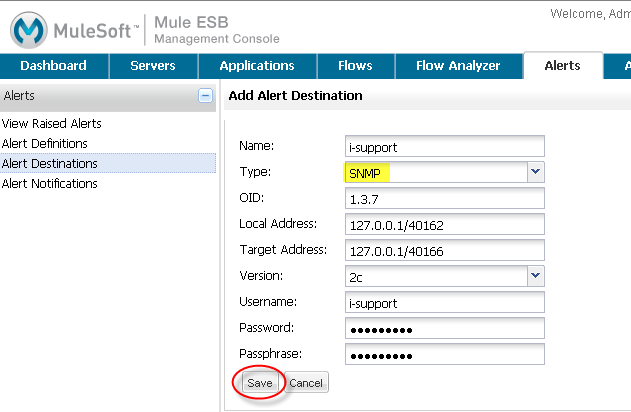 Welcome, Adm
MuleSoft™ Mule ESB
Management Console
Dashboard Servers Applications Flows Flow Analyzer Alerts A
Alerts
Add Alert Destination
View Raised Alerts
Alert Definitions
Alert Destinations
Alert Notifications
Name: i-support
Type: SNMP
OID: 1.3.7
Local Address: 127.0.0.1/40162
Target Address: 127.0.0.1/40166
Version: 2c
Username: i-support
Password: •••••••••
Passphrase: •••••••••
Save Cancel